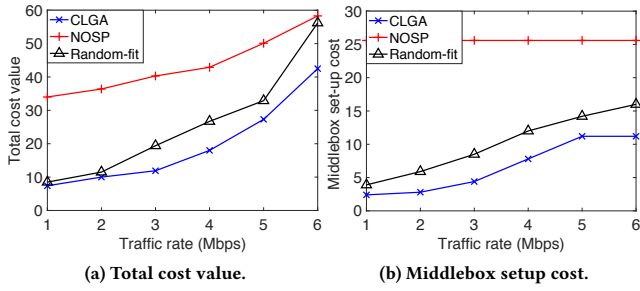 60
50
40
30
20
10
0
Total cost value
CLGA
NOSP
Random-fit
1 2 3 4 5 6
Traffic rate (Mbps)
(a) Total cost value.
30
25
20
15
10
5
0
Middlebox set-up cost
CLGA
NOSP
Random-fit
1 2 3 4 5 6
Traffic rate (Mbps)
(b) Middlebox setup cost.